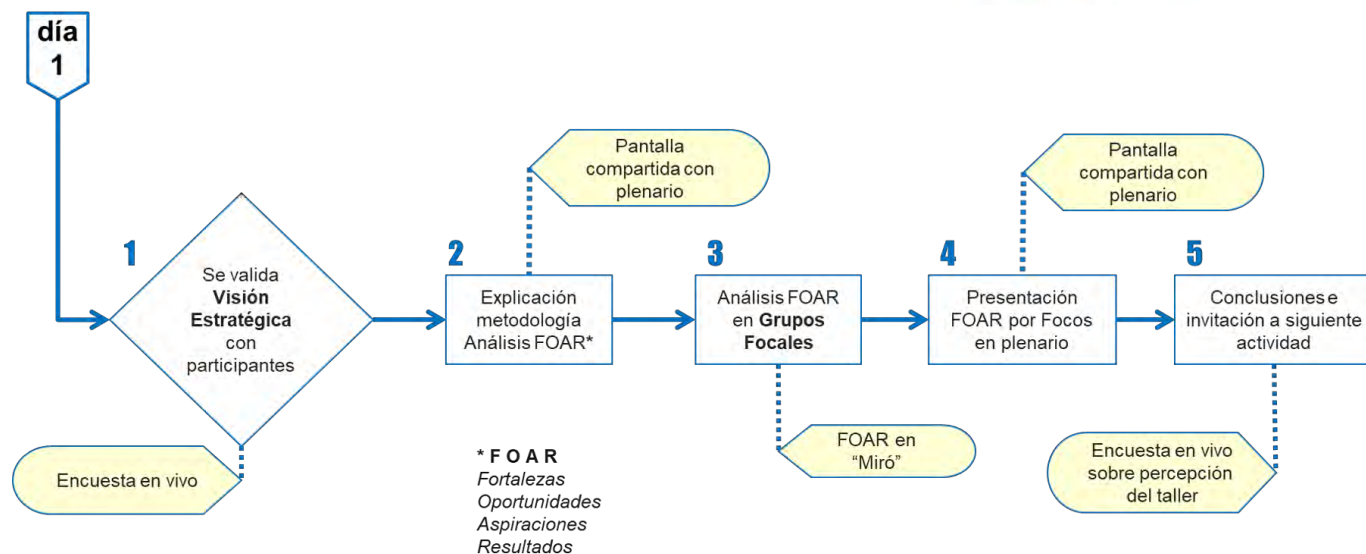 día
1
Pantalla
compartida con
plenario
Pantalla
compartida con
plenario
1
Se valida
Visión
Estratégica
con
participantes
2
Explicación
metodología
Análisis FOAR*
3
Análisis FOAR
en Grupos
Focales
4
Presentación
FOAR por Focos
en plenario
5
Conclusiones e
invitación a siguiente
actividad
Encuesta en vivo
* F O A R
Fortalezas
Oportunidades
Aspiraciones
Resultados
FOAR en
“Miró”
Encuesta en vivo
sobre percepción
del taller